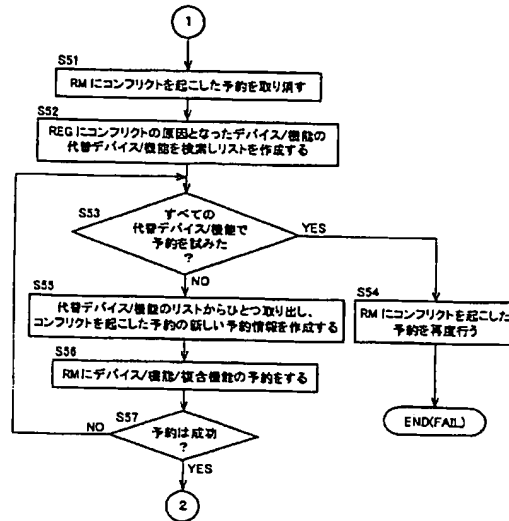 1
S51
RMにコンフリクトを起こした予約を取り消す
S52
REGにコンフリクトの原因となったデバイス/機能の
代替デバイス/機能を検索しリストを作成する
S53
すべての
代替デバイス/機能で
予約を試みた
?
YES
NO
S55
代替デバイス/機能のリストからひとつ取り出し、
コンフリクトを起こした予約の新しい予約情報を作成する
S54
RMにコンフリクトを起こした
予約を再度行う
S56
RMにデバイス/機能/複合機能の予約をする
END(FAIL)
S57
NO
予約は成功
?
YES
2